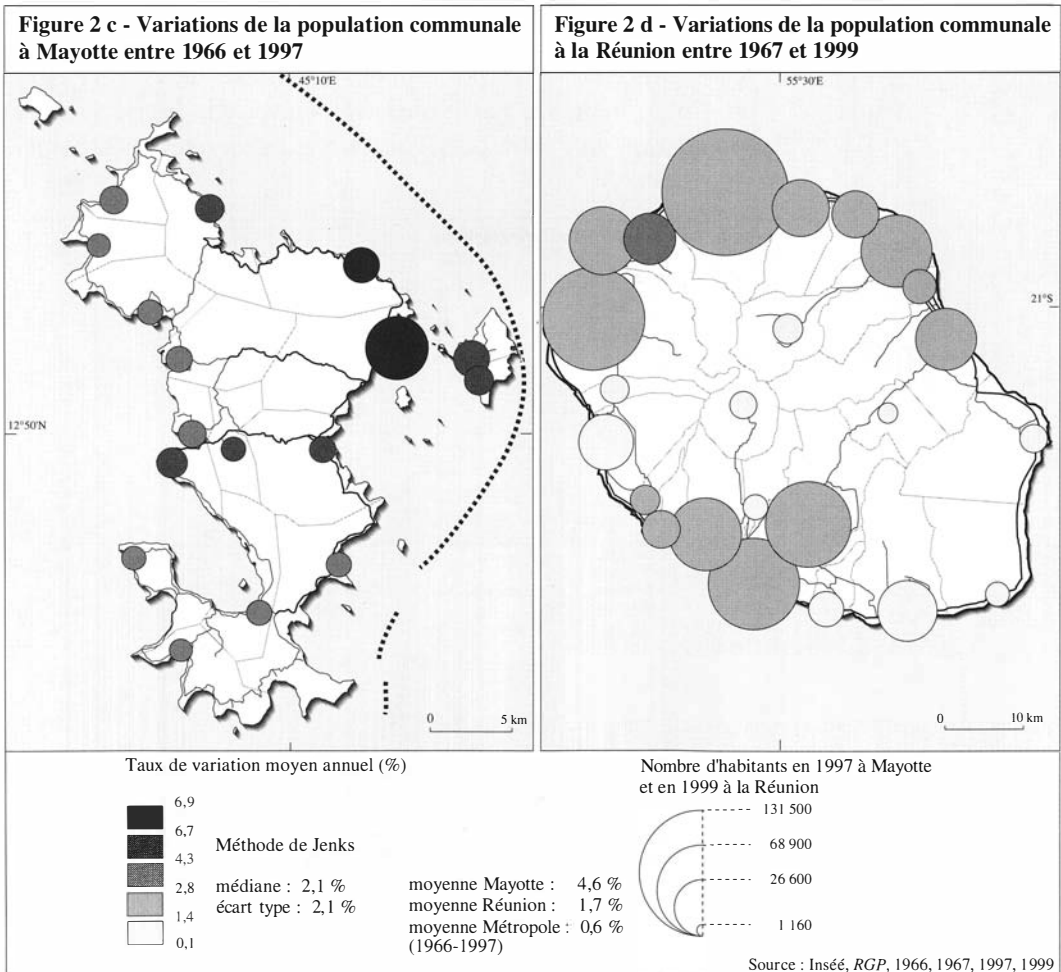 Figure 2 c - Variations de la population communale
à Mayotte entre 1966 et 1997
Figure 2 d - Variations de la population communale
à la Réunion entre 1967 et 1999
45°10'E
12°50'N
0 5 km
55°30'E
21°S
0 10 km
Taux de variation moyen annuel (%)
6,9
6,7
4,3
2,8
1,4
0,1
Méthode de Jenks
médiane : 2,1 %
écart type : 2,1 %
moyenne Mayotte : 4,6 %
moyenne Réunion : 1,7 %
moyenne Métropole : 0,6 %
(1966-1997)
Nombre d'habitants en 1997 à Mayotte
et en 1999 à la Réunion
131 500
68 900
26 600
1 160
Source : Inséé, RGP, 1966, 1967, 1997, 1999